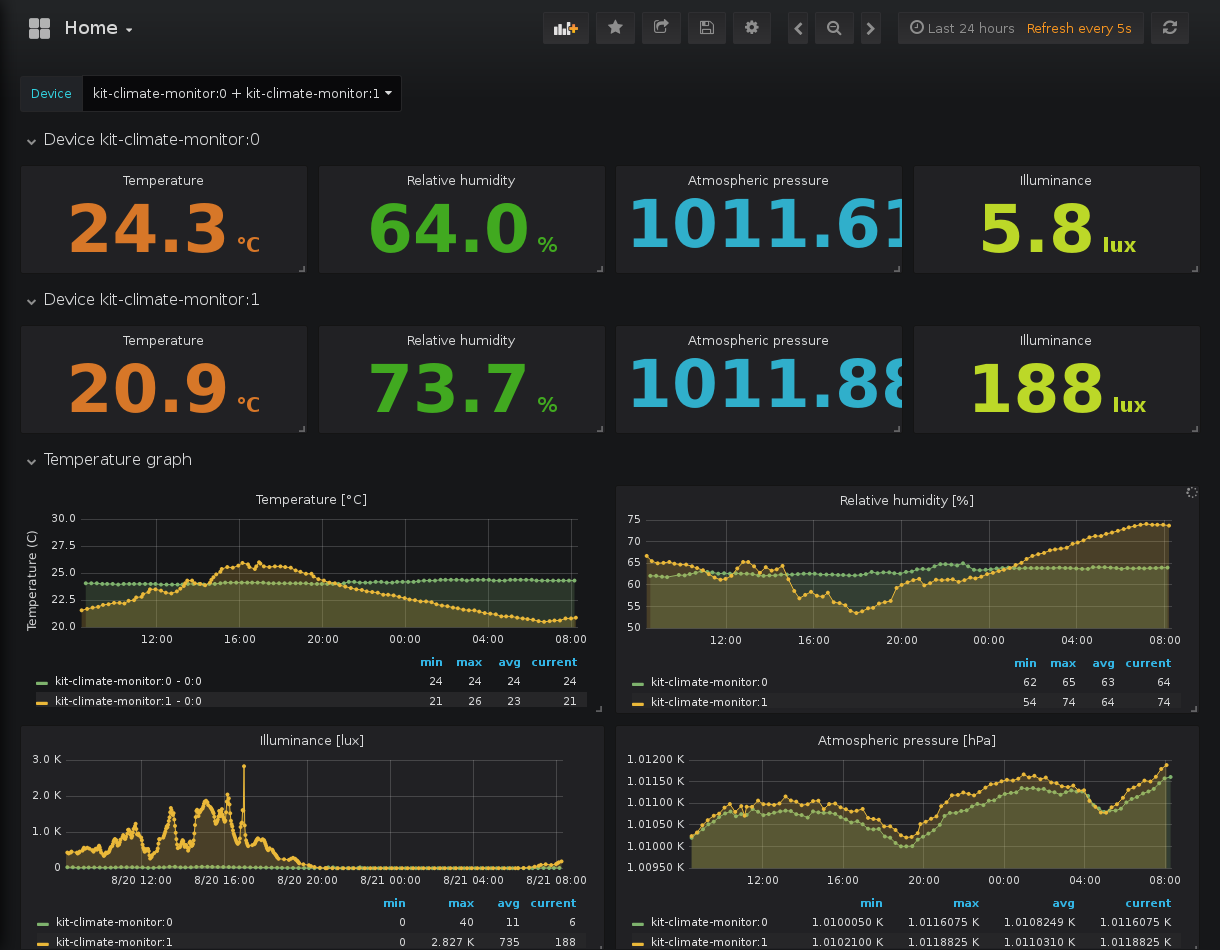 Home
Last 24 hours Refresh every 5s
Device kit-climate-monitor:0 + kit-climate-monitor:1
Device kit-climate-monitor:0
Temperature Relative humidity Atmospheric pressure Illuminance
24.3 °C 64.0 % 1011.61 5.8 lux
Device kit-climate-monitor:1
Temperature Relative humidity Atmospheric pressure Illuminance
20.9 °C 73.7 % 1011.88 188 lux
Temperature graph
Temperature [°C]
Temperature (C)
30.0
27.5
25.0
22.5
20.0
12:00 16:00 20:00 00:00 04:00 08:00
min max avg current
kit-climate-monitor:0 - 0:0 24 24 24 24
kit-climate-monitor:1 - 0:0 21 26 23 21
Relative humidity [%]
75
70
65
60
55
50
12:00 16:00 20:00 00:00 04:00 08:00
min max avg current
kit-climate-monitor:0 62 65 63 64
kit-climate-monitor:1 54 74 64 74
Illuminance [lux]
3.0 K
2.0 K
1.0 K
0
8/20 12:00 8/20 16:00 8/20 20:00 8/21 00:00 8/21 04:00 8/21 08:00
min max avg current
kit-climate-monitor:0 0 40 11 6
kit-climate-monitor:1 0 2.827 K 735 188
Atmospheric pressure [hPa]
1.01200 K
1.01150 K
1.01100 K
1.01050 K
1.01000 K
1.00950 K
12:00 16:00 20:00 00:00 04:00 08:00
min max avg current
kit-climate-monitor:0 1.0100050 K 1.0116075 K 1.0108249 K 1.0116075 K
kit-climate-monitor:1 1.0102100 K 1.0118825 K 1.0110310 K 1.0118825 K